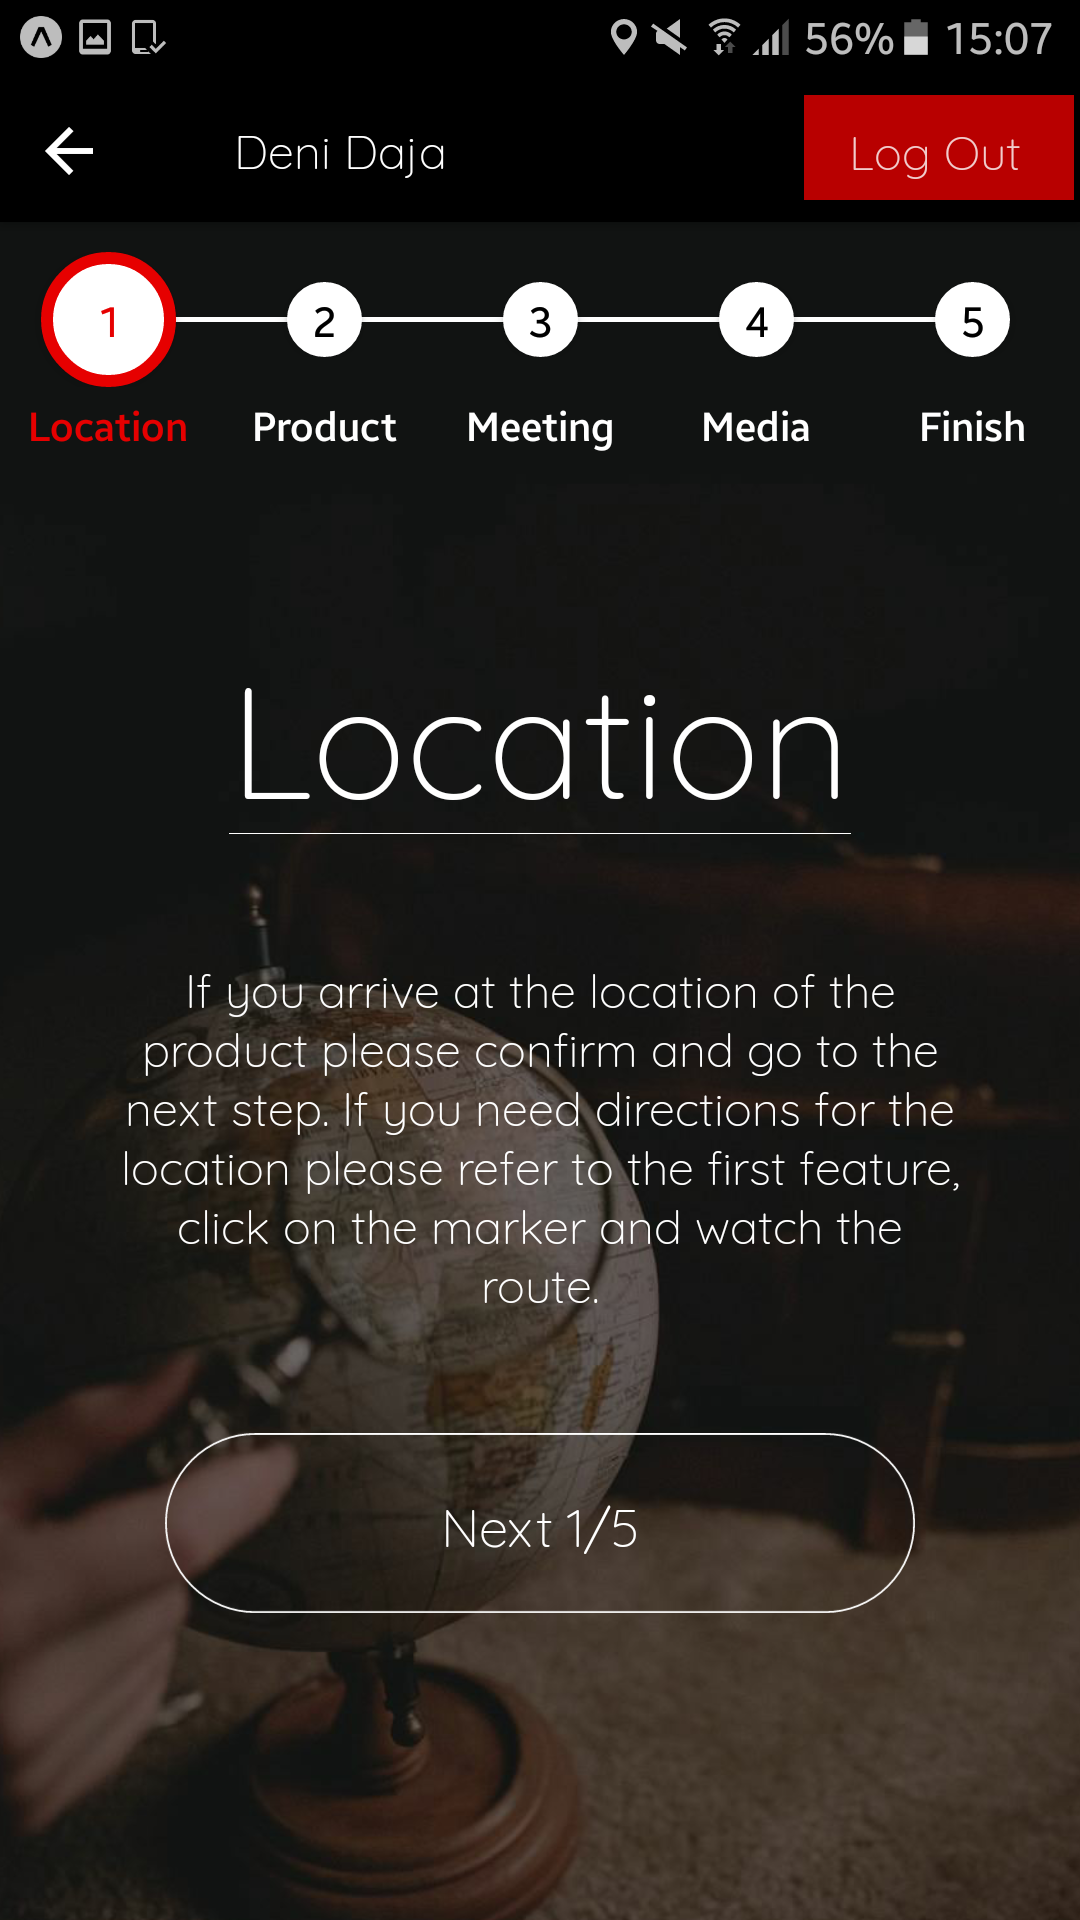 56% 15:07
Deni Daja
Log Out
1 2 3 4 5
Location Product Meeting Media Finish
Location
If you arrive at the location of the
product please confirm and go to the
next step. If you need directions for the
location please refer to the first feature,
click on the marker and watch the
route.
Next 1/5